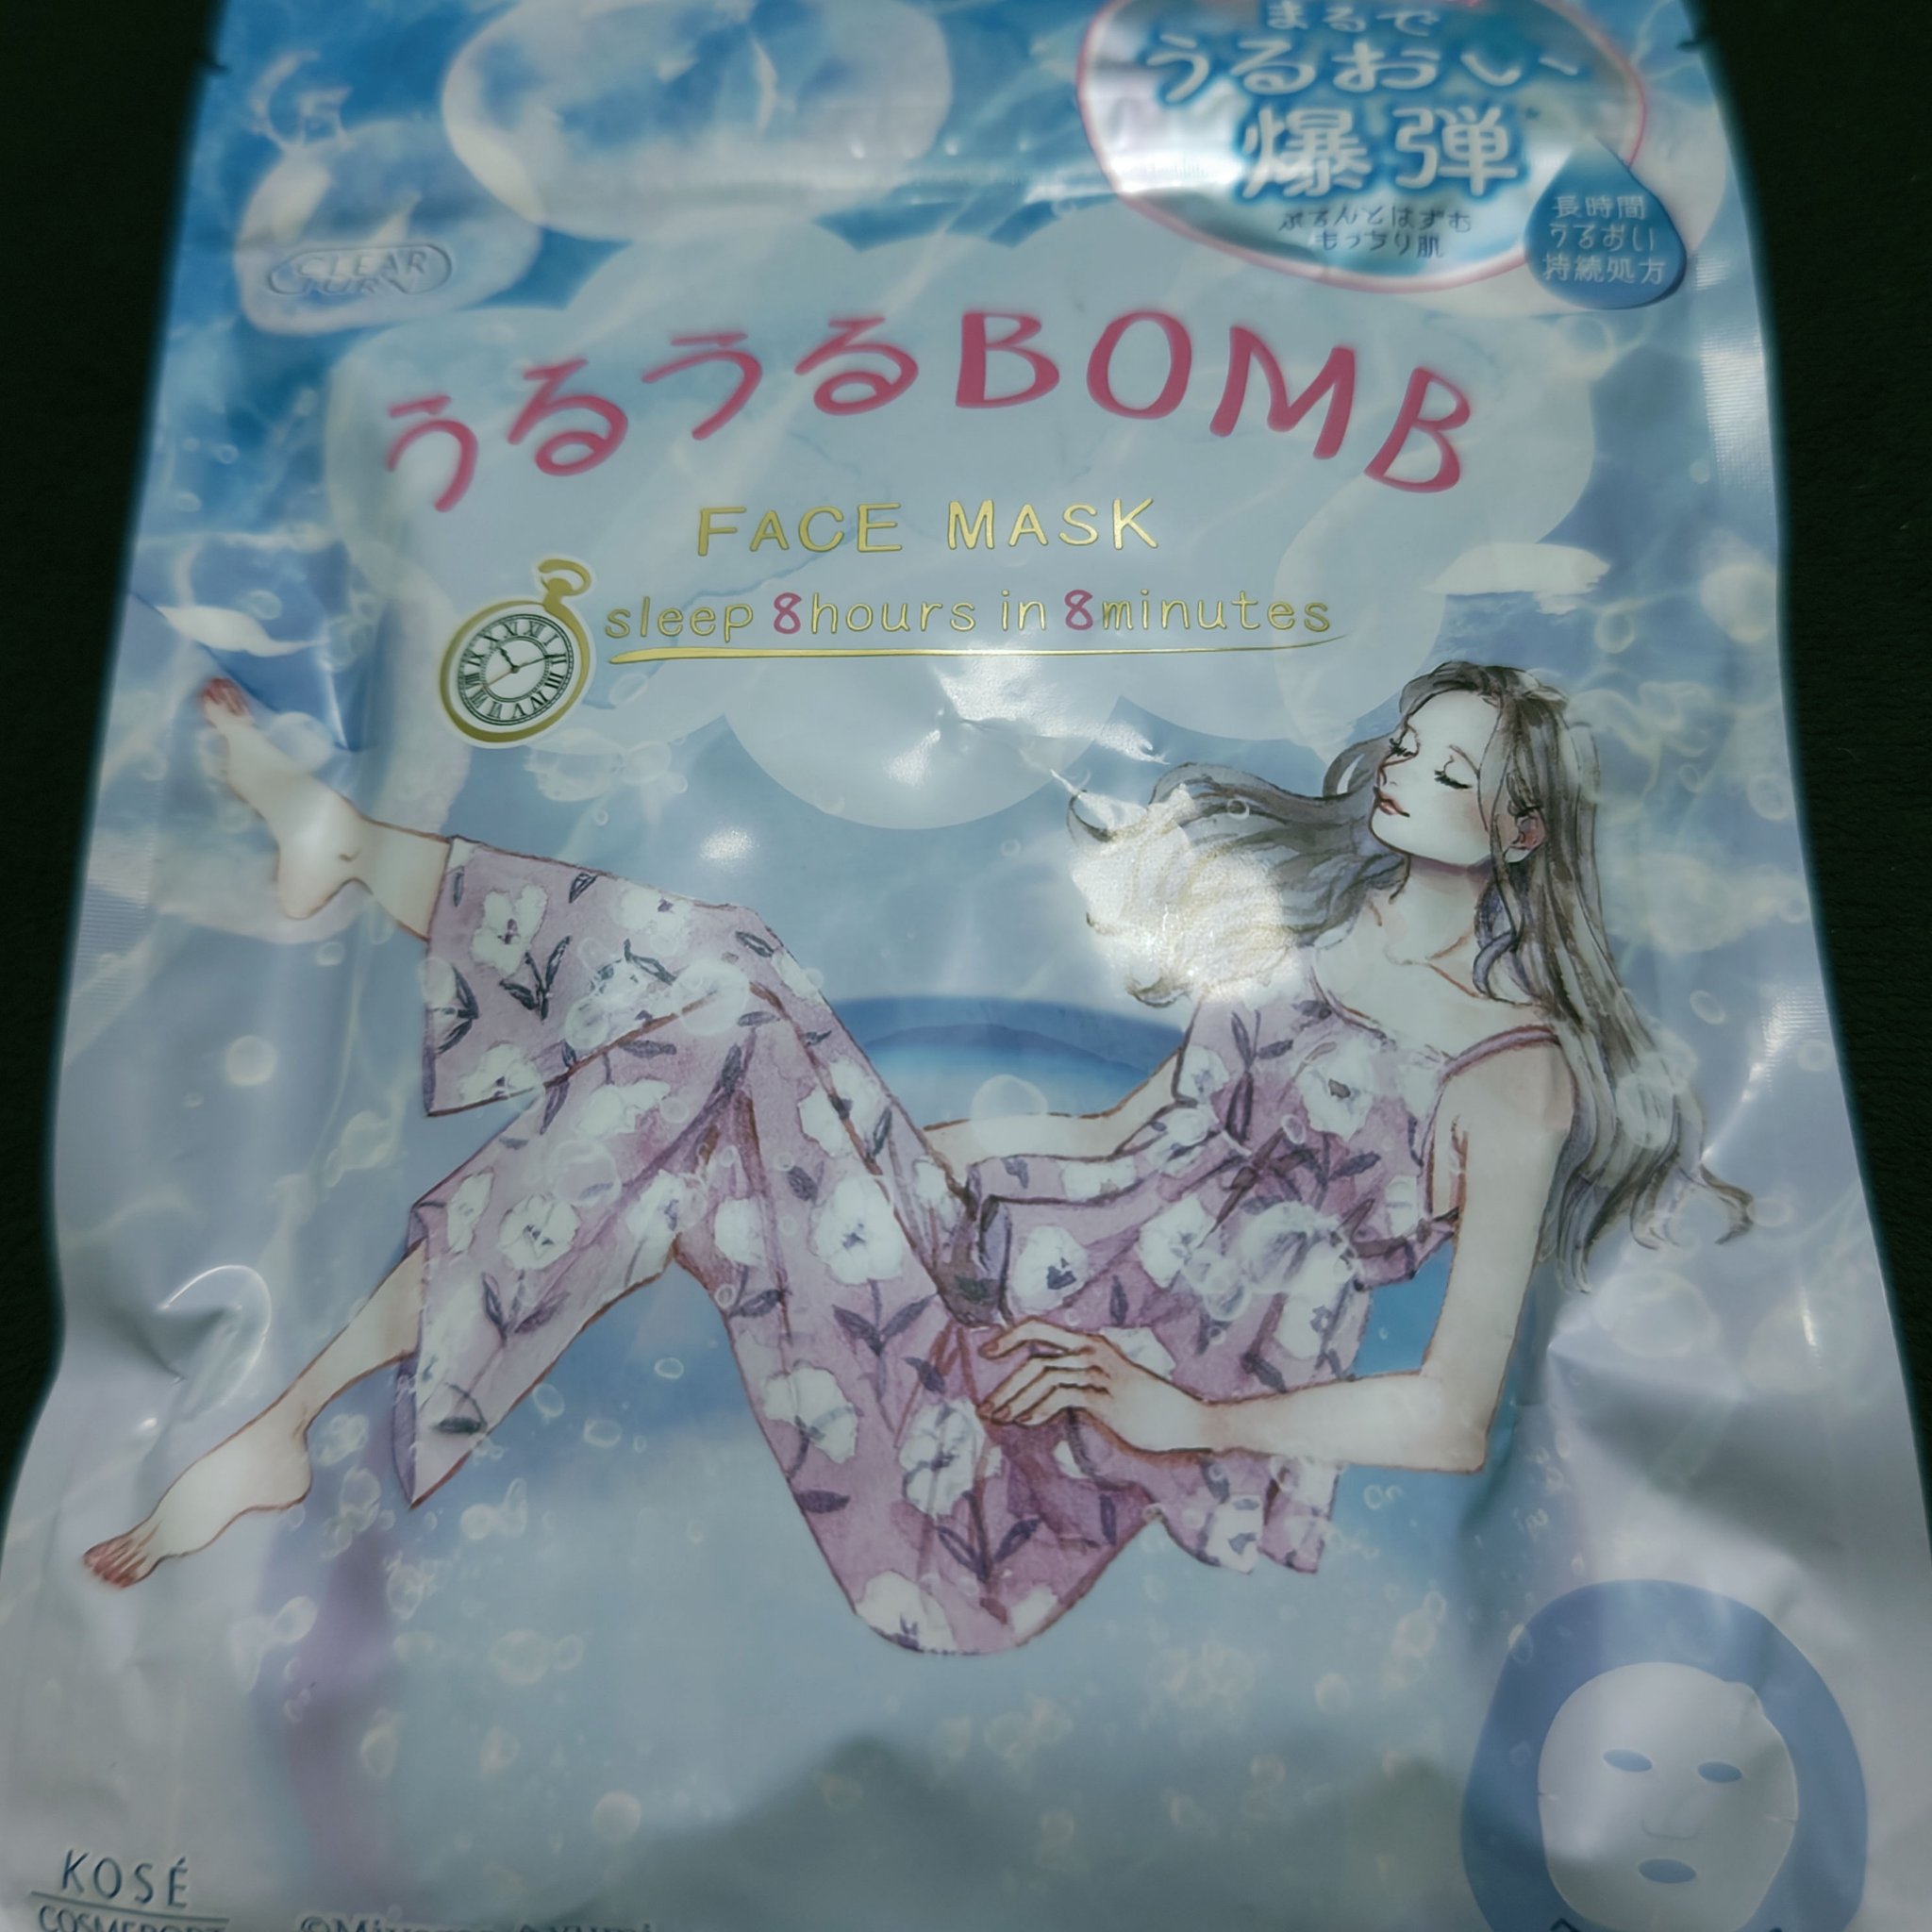 まるで
うるおい
爆弾
ぷるんとはずむ
もっちり肌
長時間
うるおい
持続処方
CLEAR
TURN
うるうるBOMB
FACE MASK
sleep 8hours in 8minutes
KOSÉ
COSMEPORT